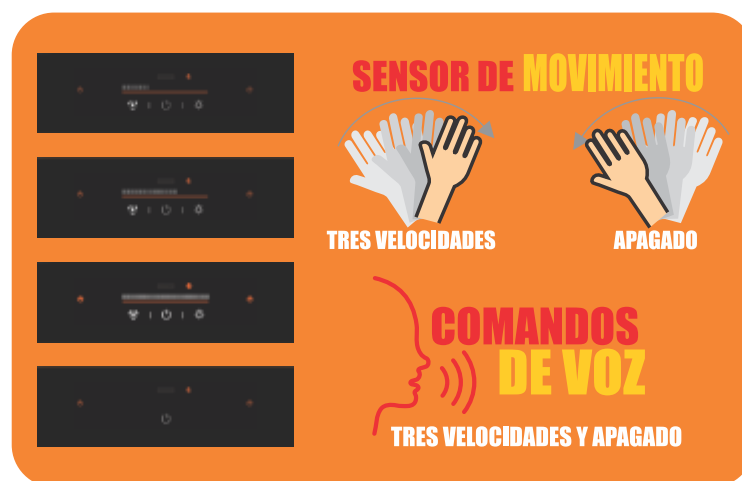 SENSOR DE MOVIMIENTO
TRES VELOCIDADES
APAGADO
COMANDOS
DE VOZ
TRES VELOCIDADES Y APAGADO